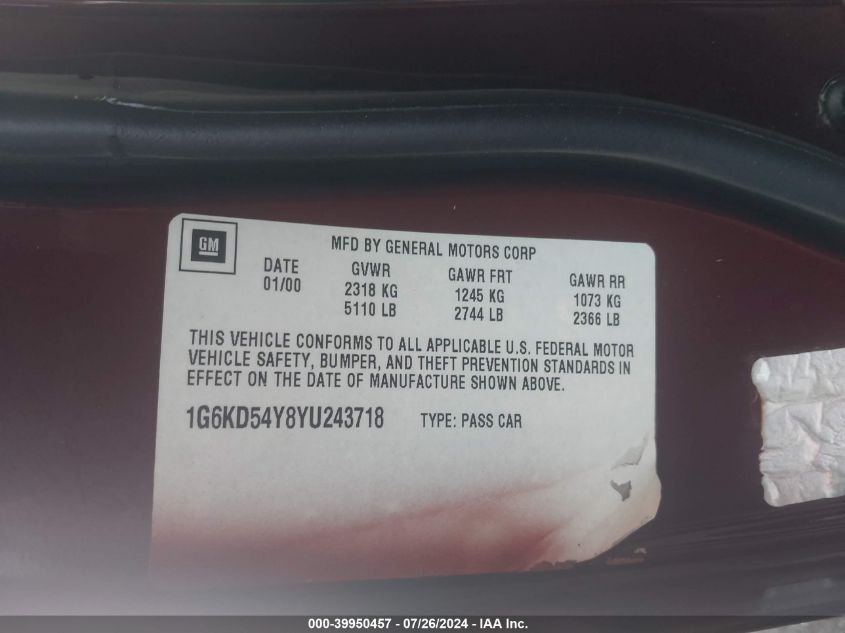 GM
MFD BY GENERAL MOTORS CORP
DATE GVWR GAWR FRT GAWR RR
01/00 2318 KG 1245 KG 1073 KG
5110 LB 2744 LB 2366 LB
THIS VEHICLE CONFORMS TO ALL APPLICABLE U.S. FEDERAL MOTOR
VEHICLE SAFETY, BUMPER, AND THEFT PREVENTION STANDARDS IN
EFFECT ON THE DATE OF MANUFACTURE SHOWN ABOVE.
1G6KD54Y8YU243718 TYPE: PASS CAR
000-39950457 - 07/26/2024 - IAA Inc.